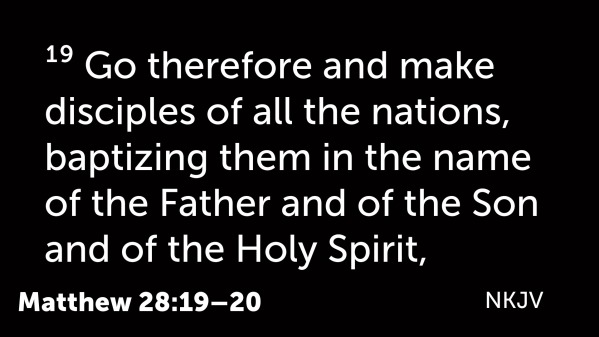 19 Go therefore and make
disciples of all the nations,
baptizing them in the name
of the Father and of the Son
and of the Holy Spirit,
Matthew 28:19–20 NKJV